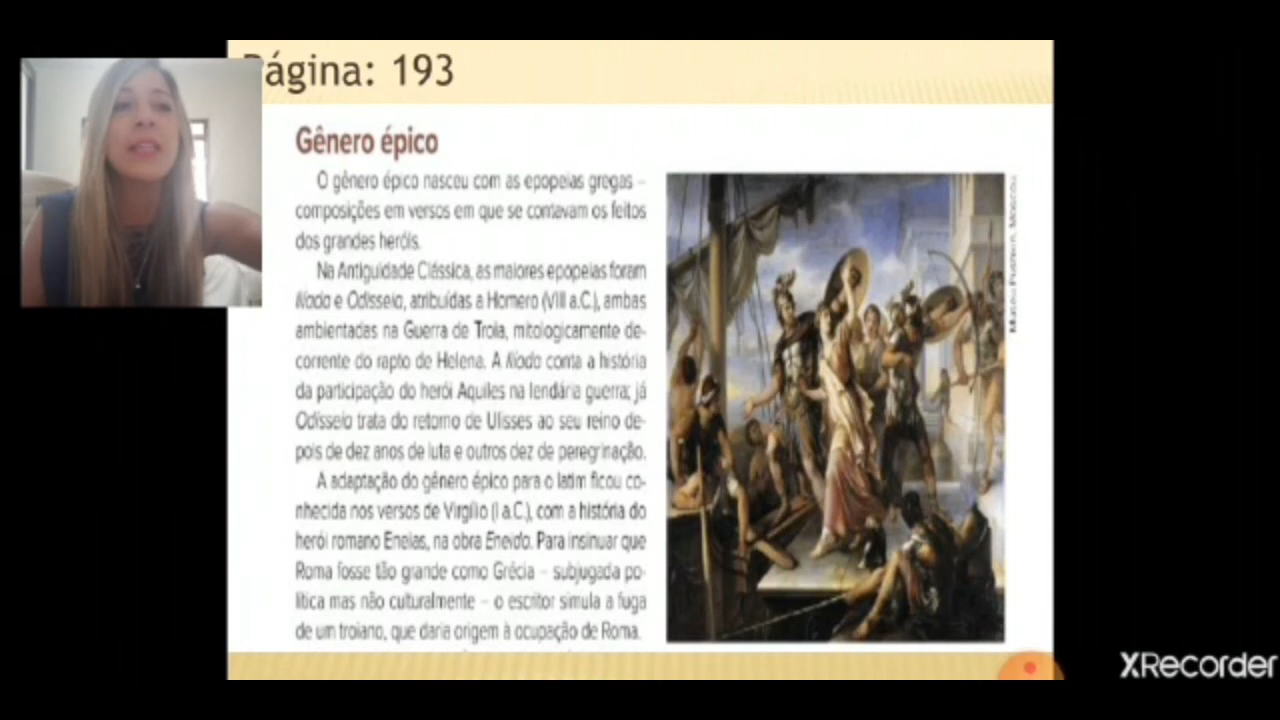 Página: 193
Gênero épico
O gênero épico nasceu com as epopeias gregas –
composições em versos em que se contavam os feitos
dos grandes heróis.
Na Antiguidade Clássica, as maiores epopeias foram
Ilíada e Odisseia, atribuídas a Homero (VIII a.C.), ambas
ambientadas na Guerra de Troia, mitologicamente de-
corrente do rapto de Helena. A Ilíada conta a história
da participação do herói Aquiles na lendária guerra; já
Odisseia trata do retorno de Ulisses ao seu reino de-
pois de dez anos de luta e outros dez de peregrinação.
A adaptação do gênero épico para o latim ficou co-
nhecida nos versos de Virgílio (I a.C.), com a história do
herói romano Eneias, na obra Eneida. Para insinuar que
Roma fosse tão grande como Grécia – subjugada po-
lítica mas não culturalmente – o escritor simula a fuga
de um troiano, que daria origem à ocupação de Roma.
Museu Pushkin, Moscou
XRecorder